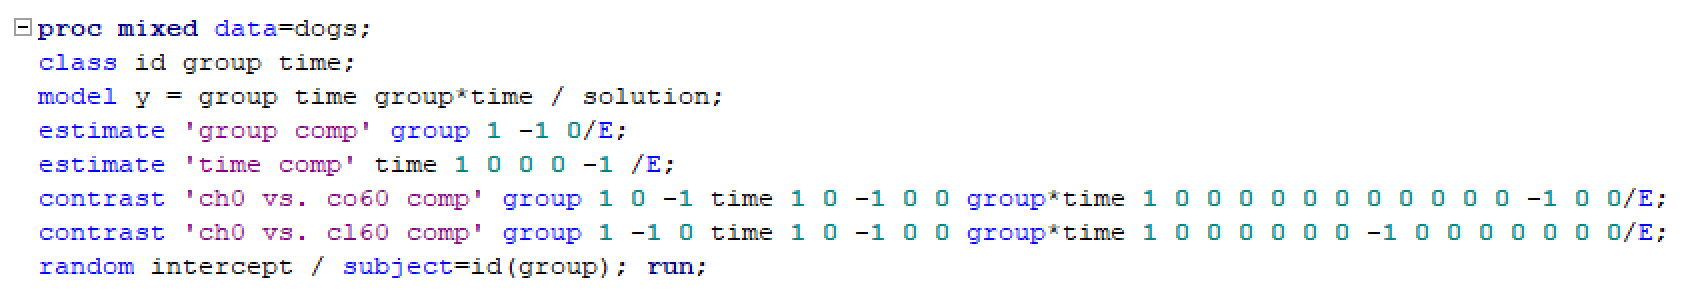 proc mixed data=dogs;
class id group time;
model y = group time group*time / solution;
estimate 'group comp' group 1 -1 0/E;
estimate 'time comp' time 1 0 0 0 -1 /E;
contrast 'ch0 vs. co60 comp' group 1 0 -1 time 1 0 -1 0 0 group*time 1 0 0 0 0 0 0 0 0 0 0 0 -1 0 0/E;
contrast 'ch0 vs. cl60 comp' group 1 -1 0 time 1 0 -1 0 0 group*time 1 0 0 0 0 0 0 -1 0 0 0 0 0 0 0/E;
random intercept / subject=id(group); run;